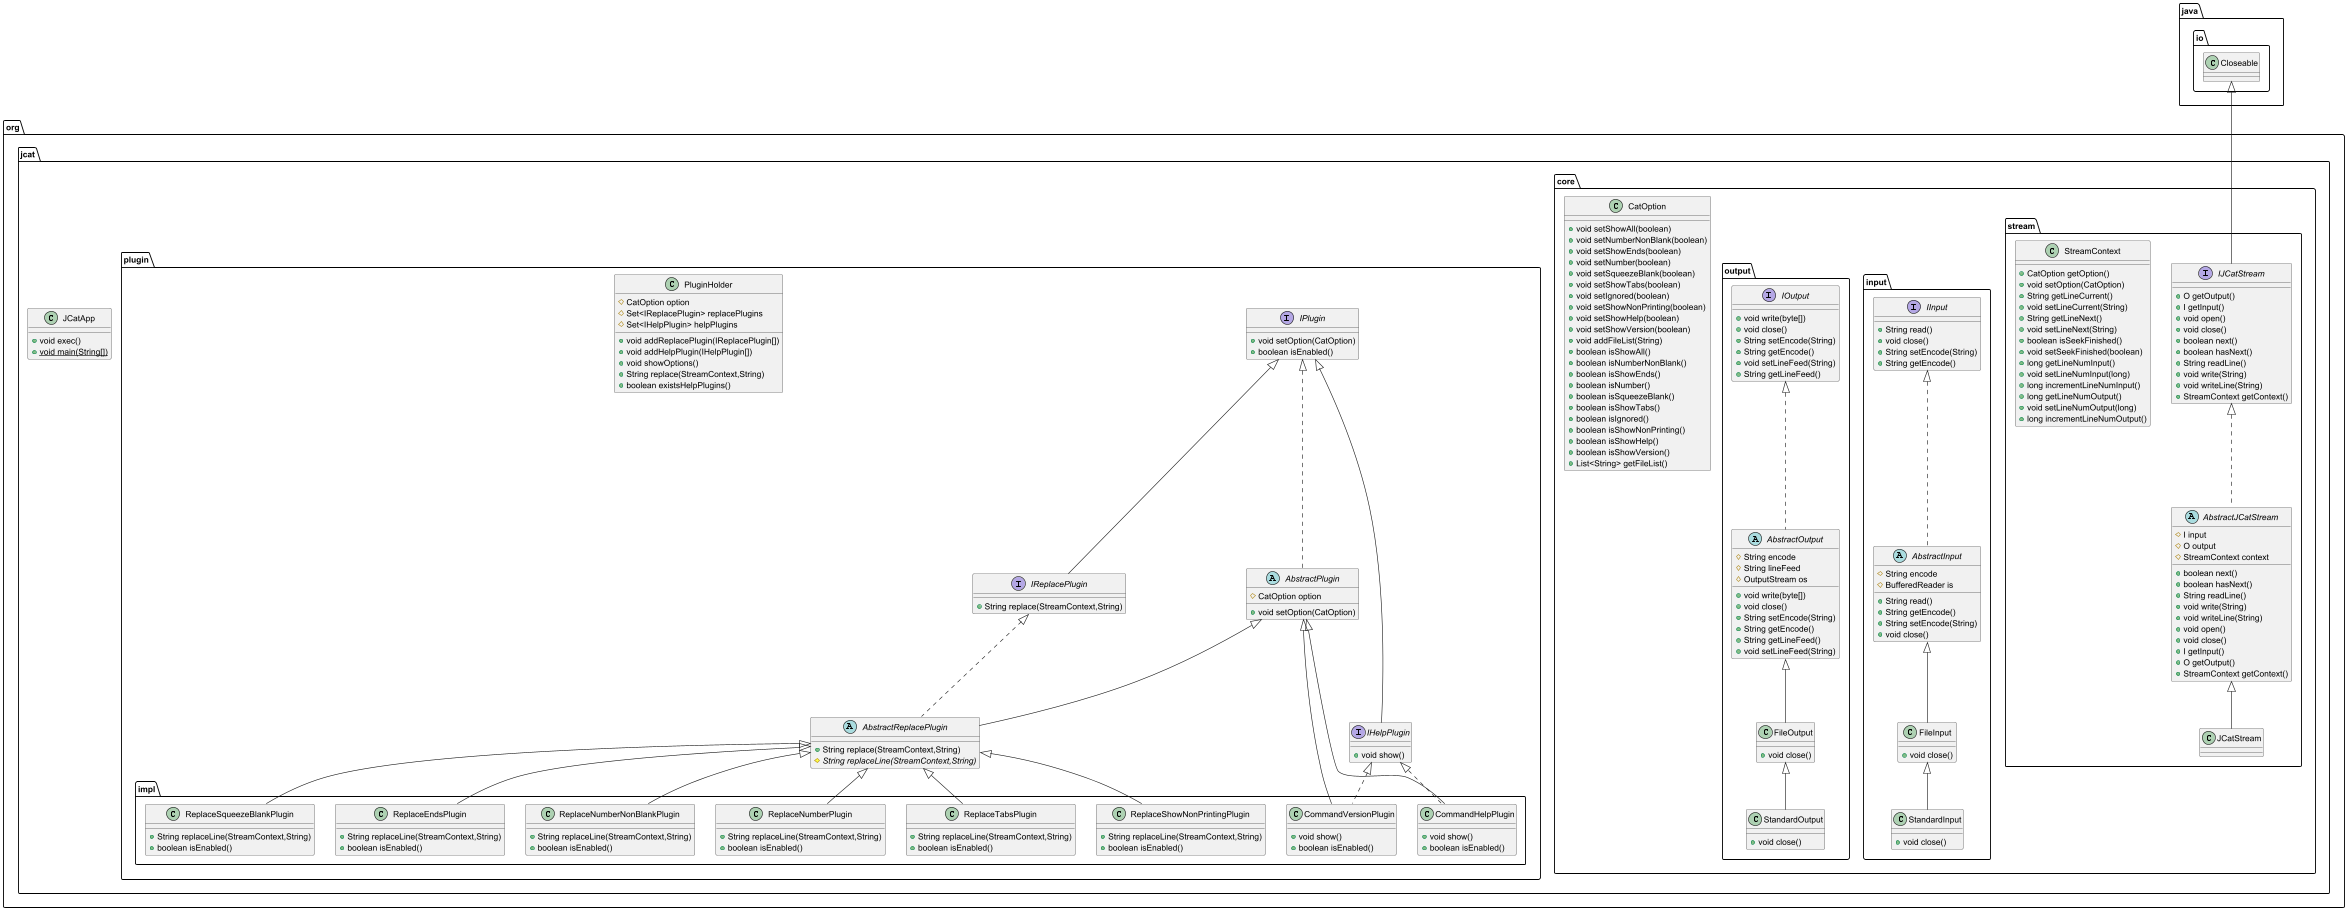 java
io
C Closeable
org
jcat
C JCatApp
void exec()
void main(String[])
plugin
C PluginHolder
CatOption option
Set<IReplacePlugin> replacePlugins
Set<IHelpPlugin> helpPlugins
void addReplacePlugin(IReplacePlugin[])
void addHelpPlugin(IHelpPlugin[])
void showOptions()
String replace(StreamContext,String)
boolean existsHelpPlugins()
I IPlugin
void setOption(CatOption)
boolean isEnabled()
I IReplacePlugin
String replace(StreamContext,String)
A AbstractPlugin
CatOption option
void setOption(CatOption)
A AbstractReplacePlugin
String replace(StreamContext,String)
String replaceLine(StreamContext,String)
I IHelpPlugin
void show()
impl
C ReplaceSqueezeBlankPlugin
String replaceLine(StreamContext,String)
boolean isEnabled()
C ReplaceEndsPlugin
String replaceLine(StreamContext,String)
boolean isEnabled()
C ReplaceNumberNonBlankPlugin
String replaceLine(StreamContext,String)
boolean isEnabled()
C ReplaceNumberPlugin
String replaceLine(StreamContext,String)
boolean isEnabled()
C ReplaceTabsPlugin
String replaceLine(StreamContext,String)
boolean isEnabled()
C ReplaceShowNonPrintingPlugin
String replaceLine(StreamContext,String)
boolean isEnabled()
C CommandVersionPlugin
void show()
boolean isEnabled()
C CommandHelpPlugin
void show()
boolean isEnabled()
core
C CatOption
void setShowAll(boolean)
void setNumberNonBlank(boolean)
void setShowEnds(boolean)
void setNumber(boolean)
void setSqueezeBlank(boolean)
void setShowTabs(boolean)
void setIgnored(boolean)
void setShowNonPrinting(boolean)
void setShowHelp(boolean)
void setShowVersion(boolean)
void addFileList(String)
boolean isShowAll()
boolean isNumberNonBlank()
boolean isShowEnds()
boolean isNumber()
boolean isSqueezeBlank()
boolean isShowTabs()
boolean isIgnored()
boolean isShowNonPrinting()
boolean isShowHelp()
boolean isShowVersion()
List<String> getFileList()
output
I IOutput
void write(byte[])
void close()
String setEncode(String)
String getEncode()
void setLineFeed(String)
String getLineFeed()
A AbstractOutput
String encode
String lineFeed
OutputStream os
void write(byte[])
void close()
String setEncode(String)
String getEncode()
String getLineFeed()
void setLineFeed(String)
C FileOutput
void close()
C StandardOutput
void close()
input
I IInput
String read()
void close()
String setEncode(String)
String getEncode()
A AbstractInput
String encode
BufferedReader is
String read()
String getEncode()
String setEncode(String)
void close()
C FileInput
void close()
C StandardInput
void close()
stream
C StreamContext
CatOption getOption()
void setOption(CatOption)
String getLineCurrent()
void setLineCurrent(String)
String getLineNext()
void setLineNext(String)
boolean isSeekFinished()
void setSeekFinished(boolean)
long getLineNumInput()
void setLineNumInput(long)
long incrementLineNumInput()
long getLineNumOutput()
void setLineNumOutput(long)
long incrementLineNumOutput()
I IJCatStream
O getOutput()
I getInput()
void open()
void close()
boolean next()
boolean hasNext()
String readLine()
void write(String)
void writeLine(String)
StreamContext getContext()
A AbstractJCatStream
I input
O output
StreamContext context
boolean next()
boolean hasNext()
String readLine()
void write(String)
void writeLine(String)
void open()
void close()
I getInput()
O getOutput()
StreamContext getContext()
C JCatStream